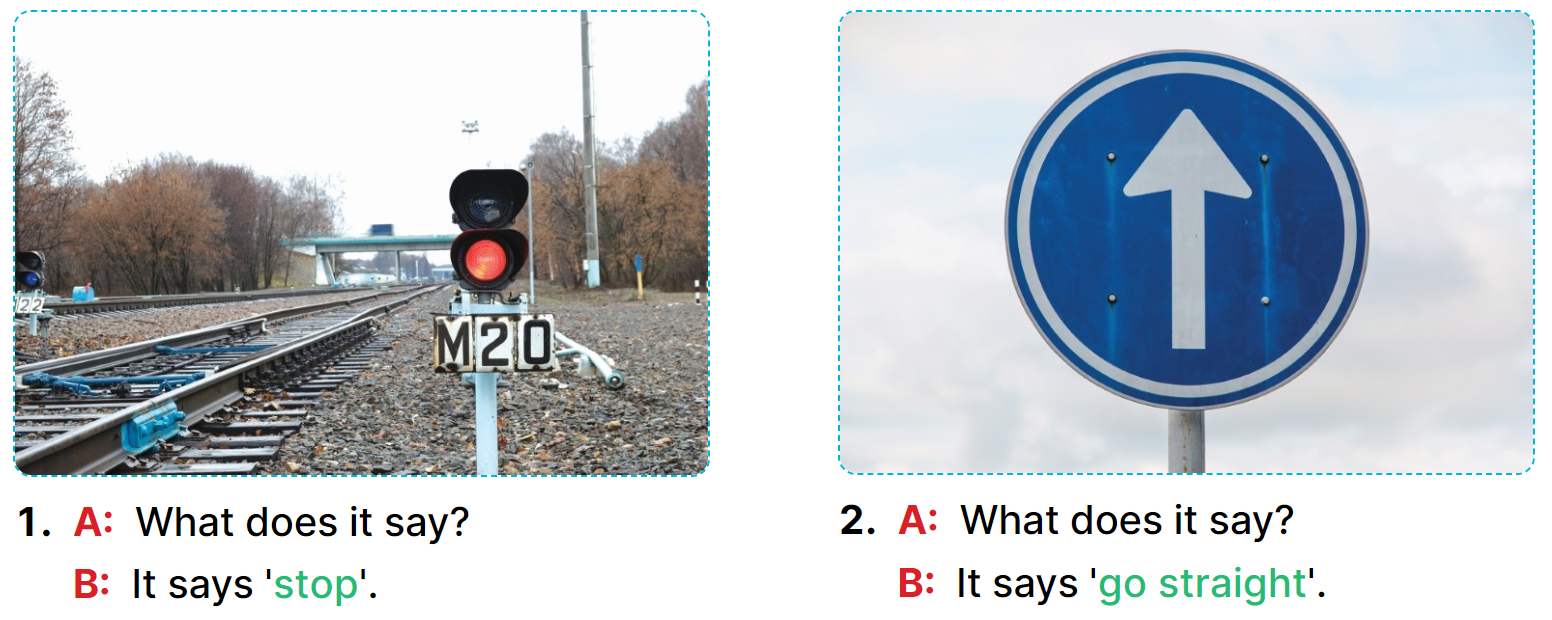 22
M20
1. A: What does it say?
B: It says 'stop'.
2. A: What does it say?
B: It says 'go straight'.